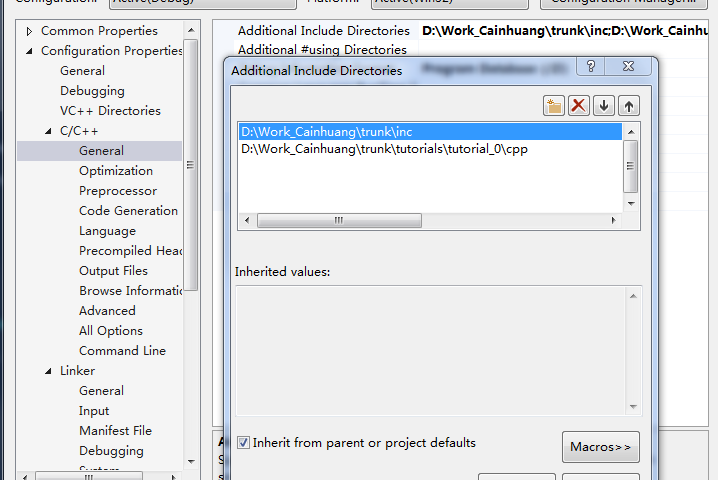 Configuration: Active(Debug) Platform: Active(Win32) Configuration Manager...
Common Properties
Configuration Properties
General
Debugging
VC++ Directories
C/C++
General
Optimization
Preprocessor
Code Generation
Language
Precompiled Head
Output Files
Browse Informatic
Advanced
All Options
Command Line
Linker
General
Input
Manifest File
Debugging
System
Additional Include Directories D:\Work_Cainhuang\trunk\inc;D:\Work_Cainhu
Additional #using Directories
Additional Include Directories
D:\Work_Cainhuang\trunk\inc
D:\Work_Cainhuang\trunk\tutorials\tutorial_0\cpp
Inherited values:
Inherit from parent or project defaults
Macros>>